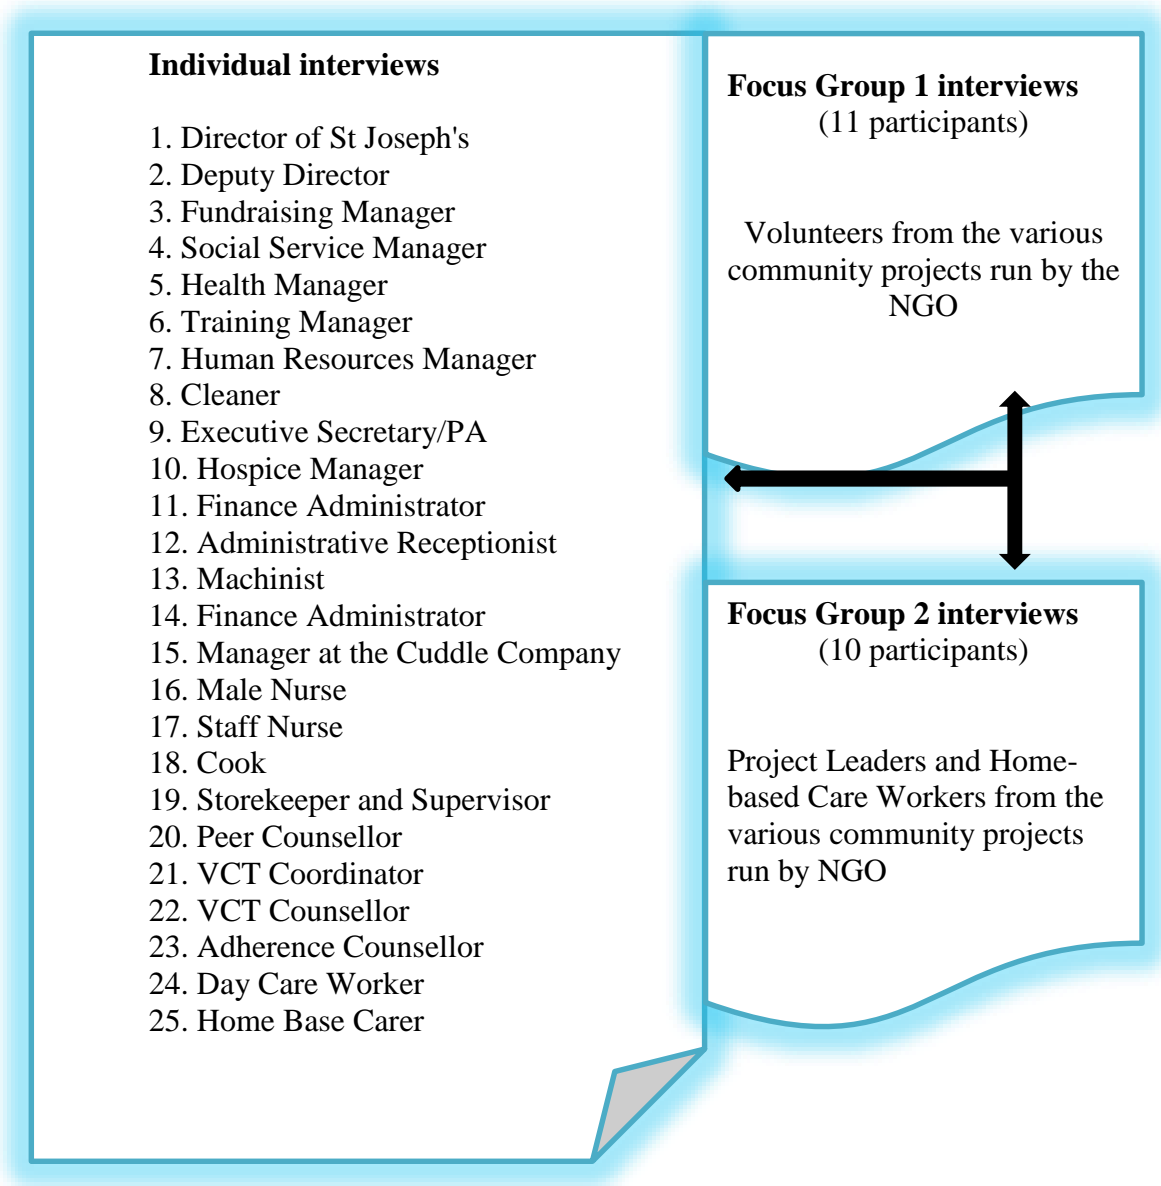 Individual interviews
1. Director of St Joseph's
2. Deputy Director
3. Fundraising Manager
4. Social Service Manager
5. Health Manager
6. Training Manager
7. Human Resources Manager
8. Cleaner
9. Executive Secretary/PA
10. Hospice Manager
11. Finance Administrator
12. Administrative Receptionist
13. Machinist
14. Finance Administrator
15. Manager at the Cuddle Company
16. Male Nurse
17. Staff Nurse
18. Cook
19. Storekeeper and Supervisor
20. Peer Counsellor
21. VCT Coordinator
22. VCT Counsellor
23. Adherence Counsellor
24. Day Care Worker
25. Home Base Carer
Focus Group 1 interviews
(11 participants)
Volunteers from the various
community projects run by the
NGO
Focus Group 2 interviews
(10 participants)
Project Leaders and Home-
based Care Workers from the
various community projects
run by NGO